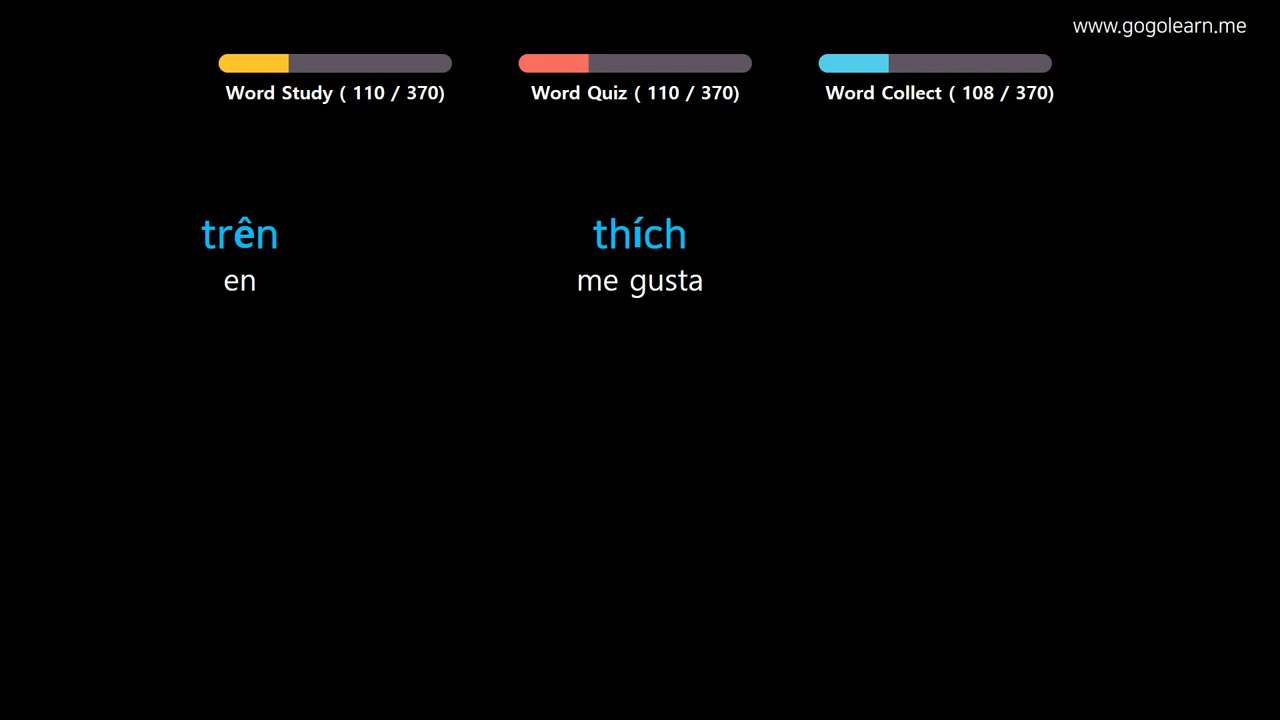 www.gogolearn.me
Word Study ( 110 / 370)
Word Quiz ( 110 / 370)
Word Collect ( 108 / 370)
trên
en
thích
me gusta